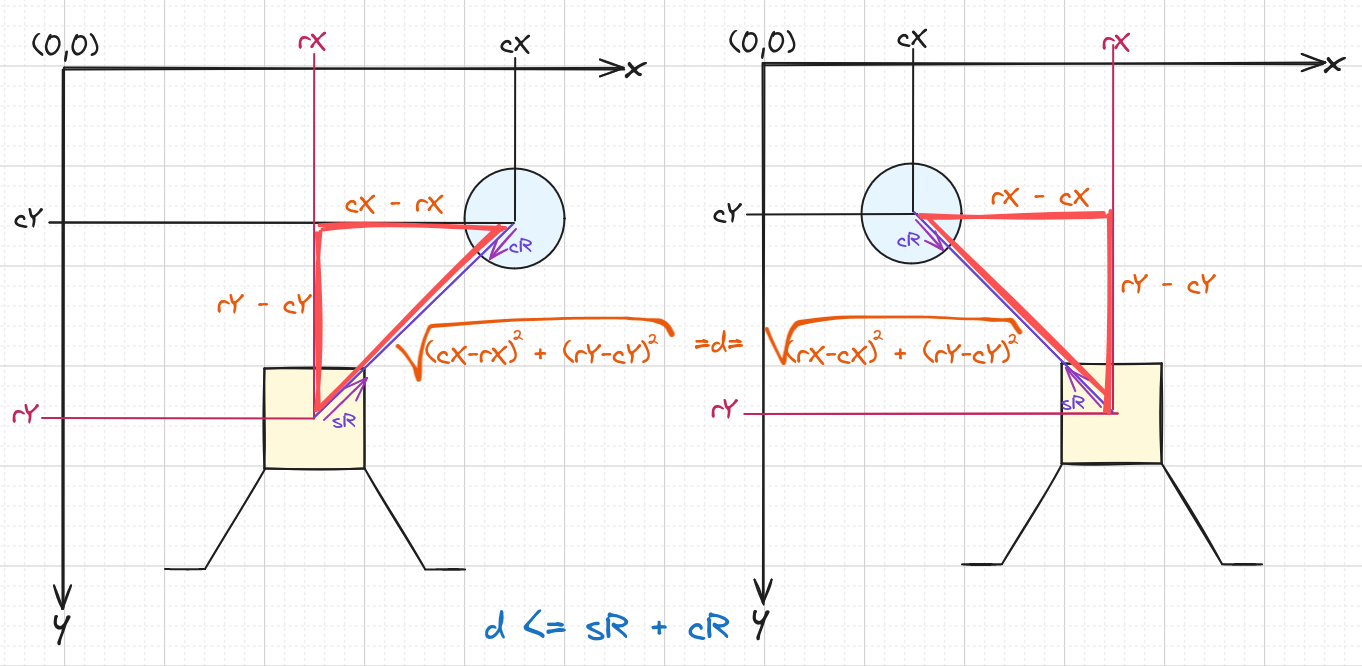 (0,0)
rX
cX
x
cY
cX - rX
cR
rY - cY
√(cX-rX)² + (rY-cY)²
rY
sR
y
=d=
(0,0)
cX
rX
x
cY
rX - cX
cR
rY - cY
√(rX-cX)² + (rY-cY)²
rY
sR
y
d <= sR + cR